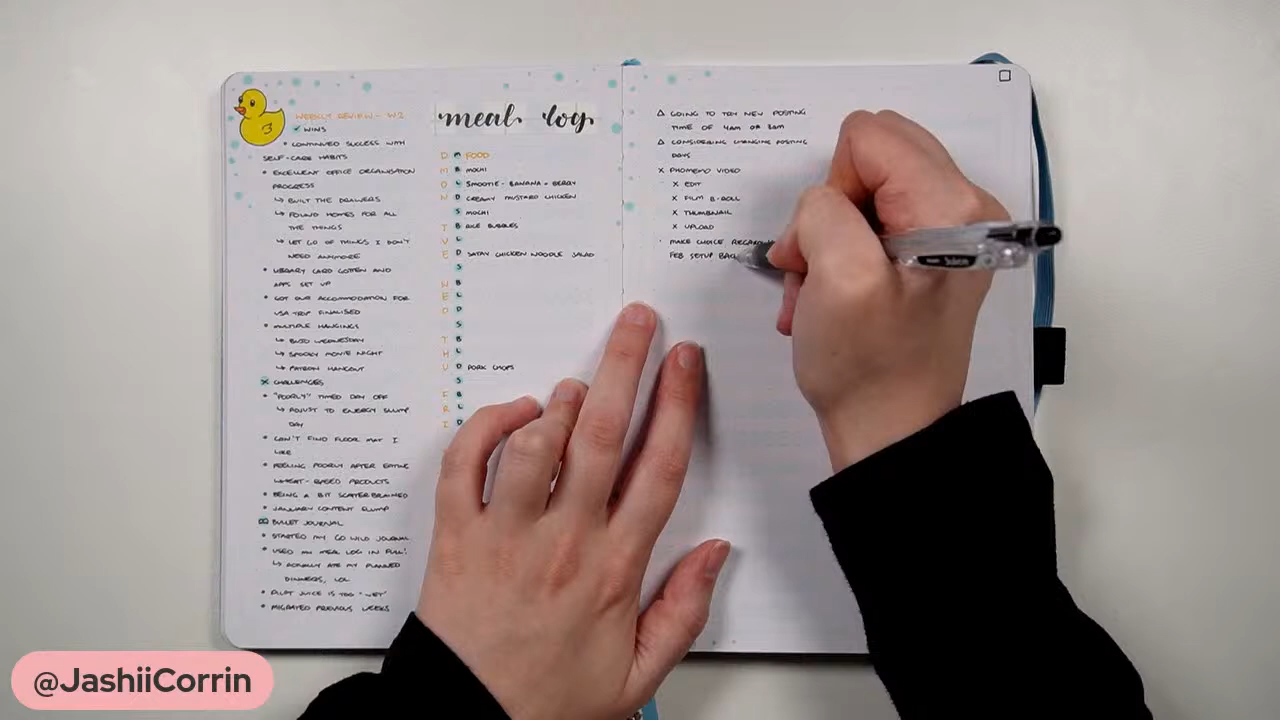 WEEKLY REVIEW - W2
✓ WINS
• CONTINUED SUCCESS WITH
SELF-CARE HABITS
• EXCELLENT OFFICE ORGANISATION
PROGRESS
↳ BUILT THE DRAWERS
↳ FOUND HOMES FOR ALL
THE THINGS
↳ LET GO OF THINGS I DON'T
NEED ANYMORE
• LIBRARY CARD GOTTEN AND
APPS SET UP
• GOT OUR ACCOMMODATION FOR
USA TRIP FINALISED
• MULTIPLE HANGINGS
↳ BUJO WEDNESDAY
↳ SPOOKY MOVIE NIGHT
↳ PATRON HANGOUT
X CHALLENGES
• "POORLY" TIMED DAY OFF
↳ ADJUST TO ENERGY SLUMP
DAY
• CAN'T FIND FLOOR MAT I
LIKE
• FEELING POORLY AFTER EATING
WHEAT-BASED PRODUCTS
• BEING A BIT SCATTERBRAINED
• JANUARY CONTENT SLUMP
BULLET JOURNAL
• STARTED MY GO WILD JOURNAL
• USED MY MEAL LOG IN FULL!
↳ ACTUALLY ATE MY PLANNED
DINNERS, LOL
• PILOT JUICE IS TOO "WET"
• MIGRATED PREVIOUS WEEKS
meal log
D M FOOD
M B MOCHI
O L SMOOTIE - BANANA + BERRY
N D CREAMY MUSTARD CHICKEN
S MOCHI
T B RICE BUBBLES
U L
E D SATAY CHICKEN NOODLE SALAD
S
W B
E L
D D
S
T B
H L
U D PORK CHOPS
S
F B
R L
I D
△ GOING TO TRY NEW POSTING
TIME OF 4AM OR 8AM
△ CONSIDERING CHANGING POSTING
DAYS
X PHOMEMO VIDEO
X EDIT
X FILM B-ROLL
X THUMBNAIL
X UPLOAD
• MAKE CHOICE
FEB SETUP
Juice
@JashiiCorrin